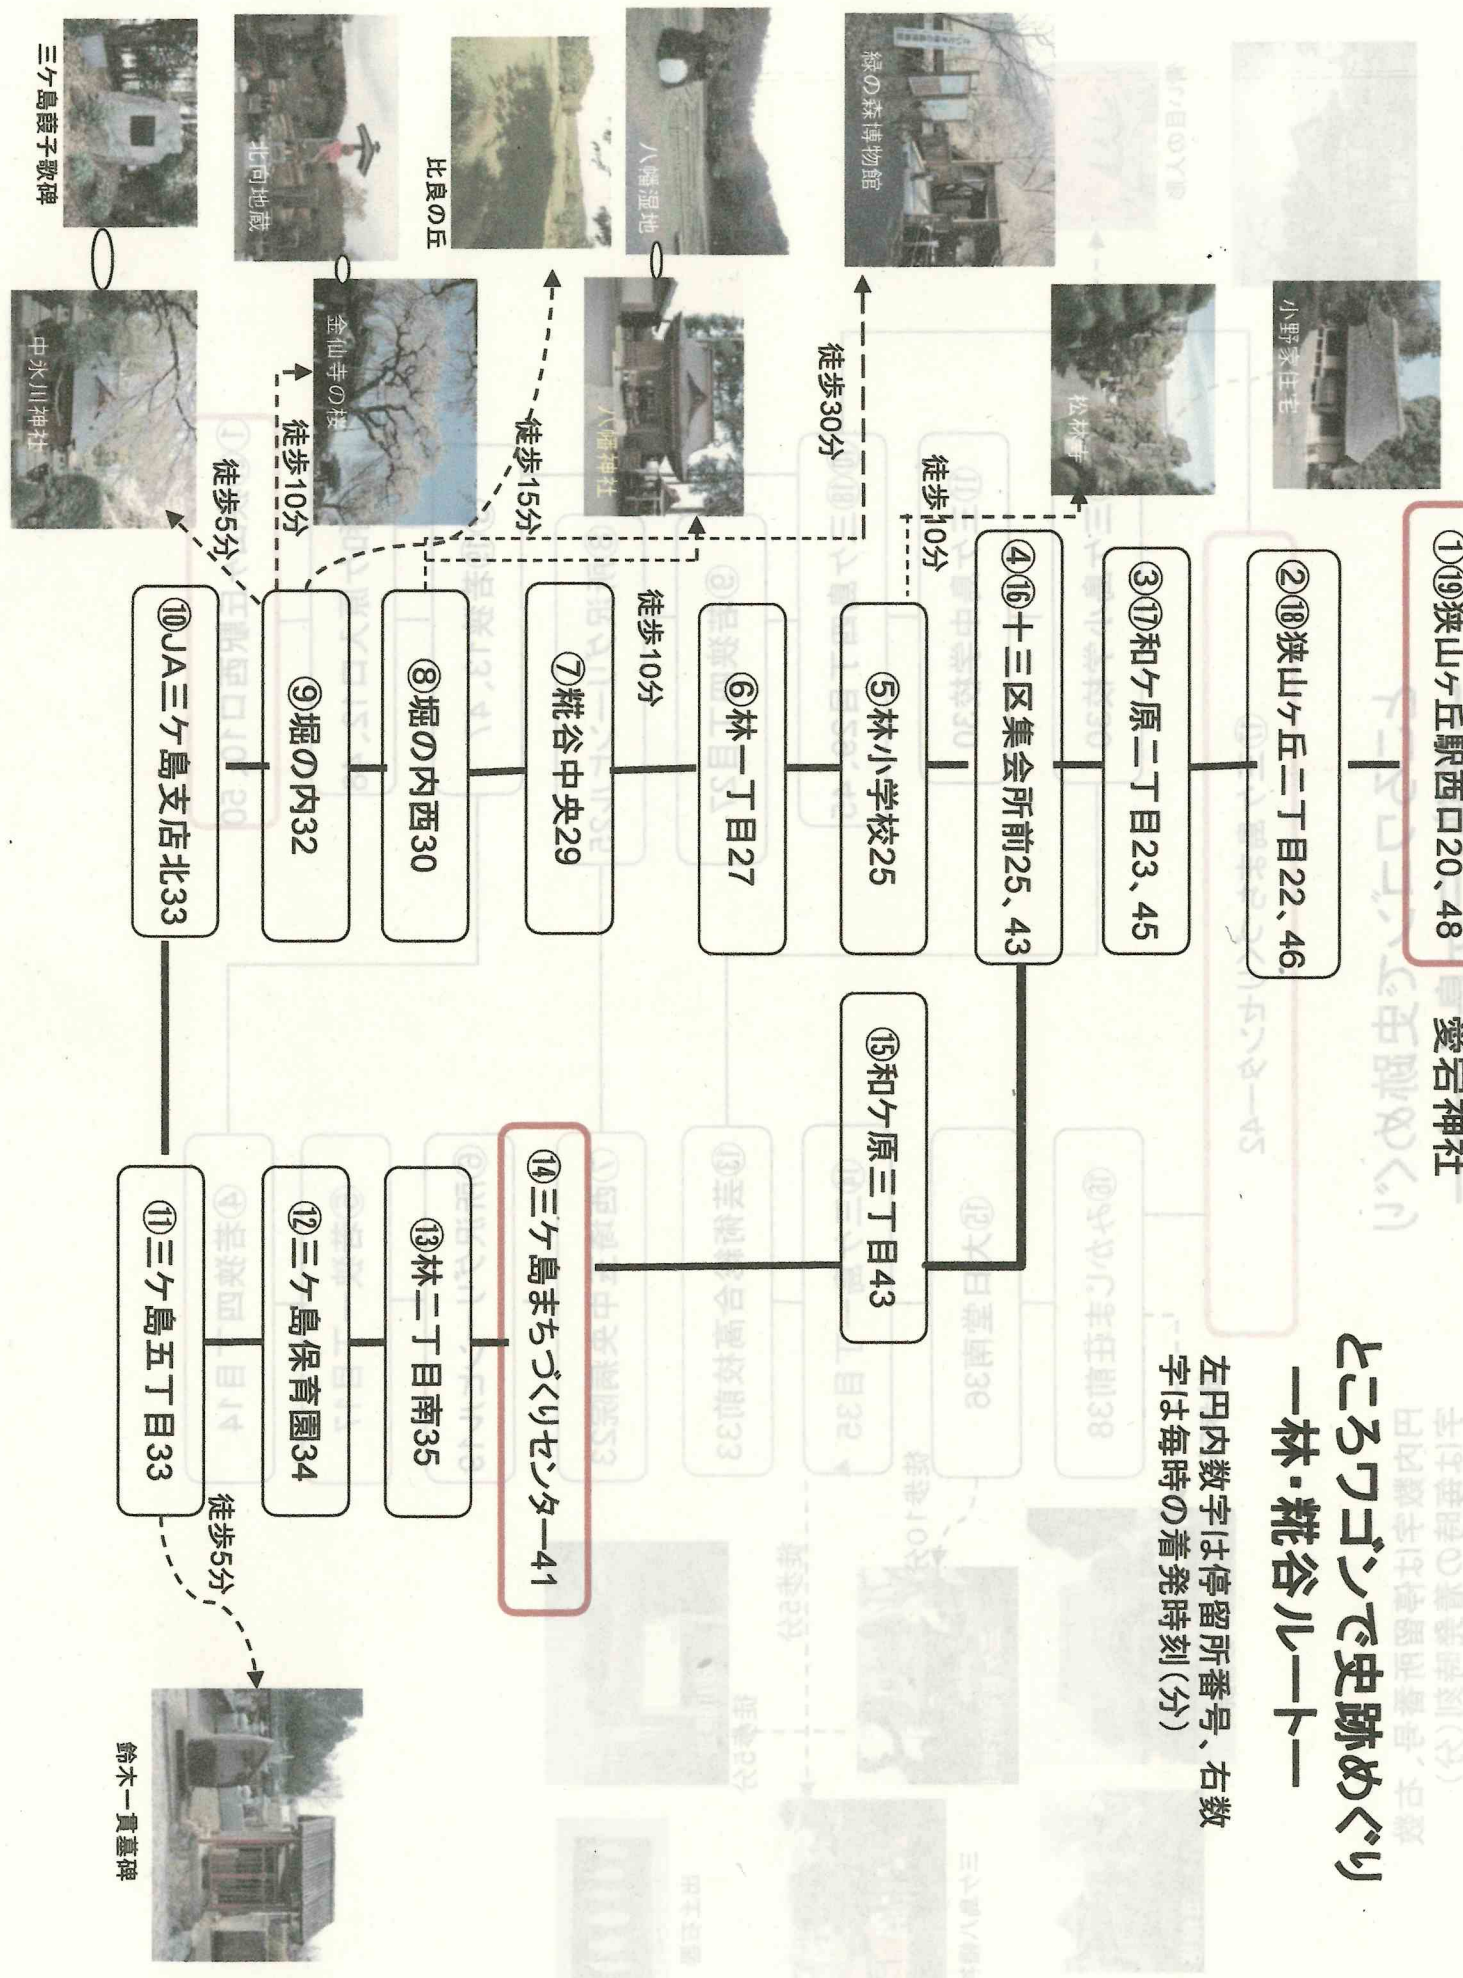 ところワゴンで史跡めぐり
―林・糀谷ルート―
左円内数字は停留所番号、右数
字は毎時の着発時刻(分)
愛宕神社
①⑲狭山ヶ丘駅西口20、48
②⑱狭山ヶ丘二丁目22、46
③⑰和ケ原二丁目23、45
④⑯十三区集会所前25、43
⑤林小学校25
⑥林一丁目27
⑦糀谷中央29
⑧堀の内西30
⑨堀の内32
⑩JA三ケ島支店北33
⑪三ケ島五丁目33
⑫三ケ島保育園34
⑬林二丁目南35
⑭三ケ島まちづくりセンター41
⑮和ケ原三丁目43
小野家住宅
松林寺
徒歩10分
緑の森博物館
徒歩30分
八幡湿地
八幡神社
徒歩10分
比良の丘
徒歩15分
北向地蔵
金仙寺の桜
徒歩10分
三ケ島葭子歌碑
中氷川神社
徒歩5分
徒歩5分
鈴木一貫墓碑